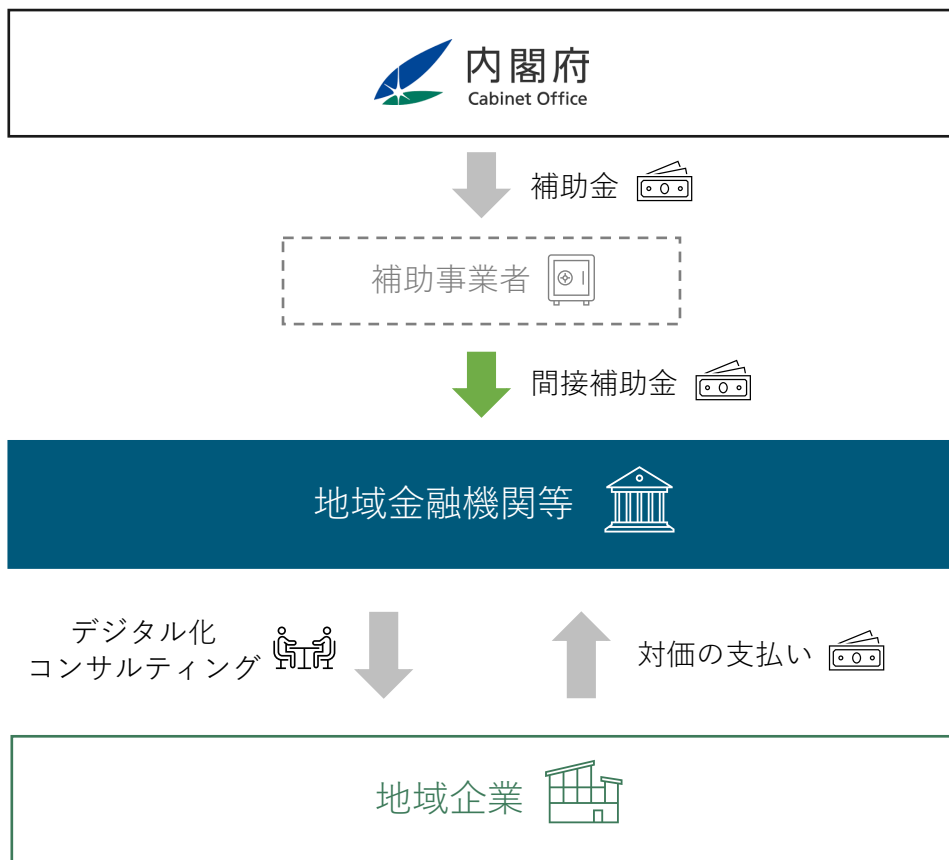 内閣府
Cabinet Office
補助金
補助事業者
間接補助金
地域金融機関等
デジタル化
コンサルティング
対価の支払い
地域企業